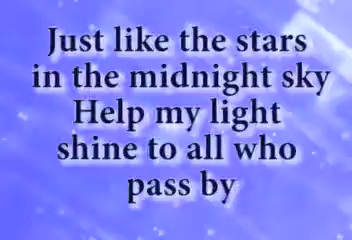 Just like the stars
in the midnight sky
Help my light
shine to all who
pass by